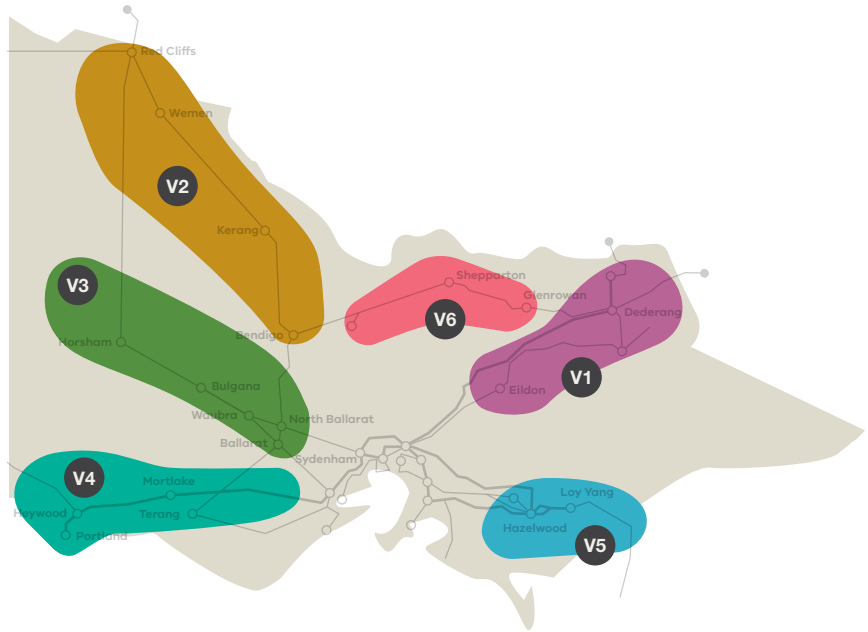 Red Cliffs
Wemen
V2
Kerang
V3
Shepparton
Glenrowan
V6
Dederang
Bendigo
Horsham
V1
Bulgana
Eildon
Waubra
North Ballarat
Ballarat
Sydenham
V4
Mortlake
Loy Yang
Heywood
Terang
Hazelwood
Portland
V5